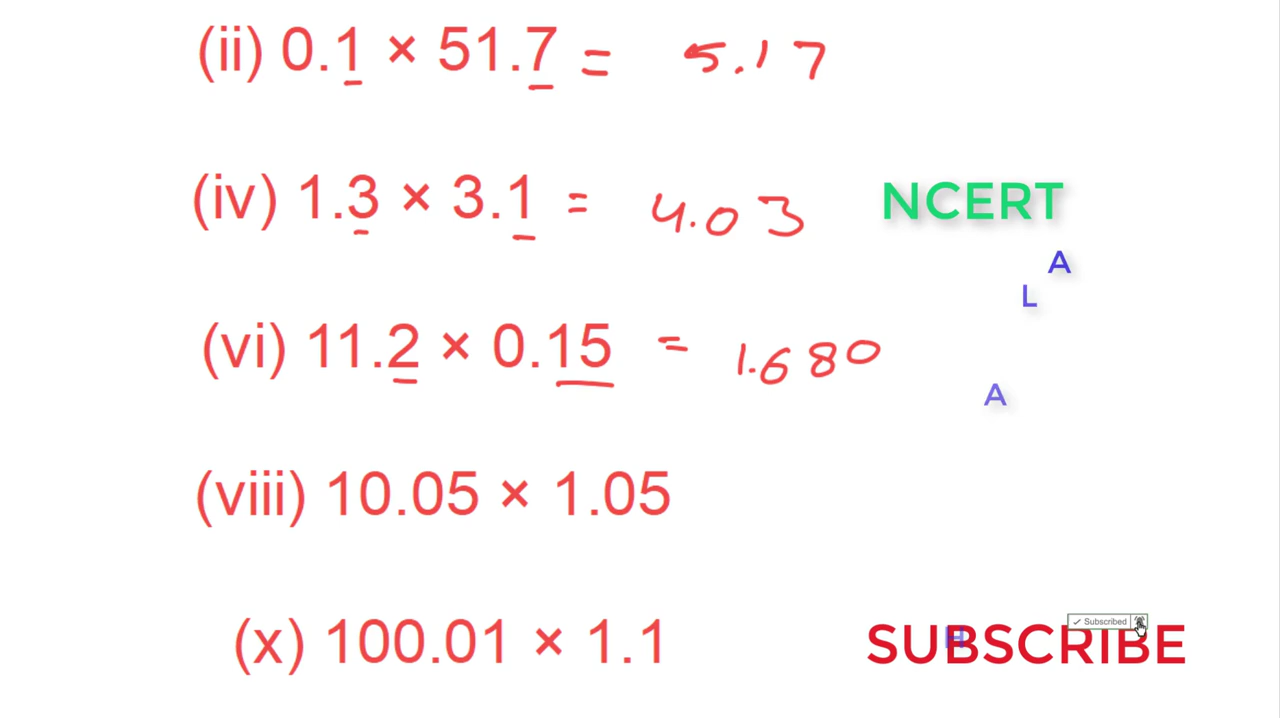 (ii) 0.1 × 51.7 = 5.17
(iv) 1.3 × 3.1 = 4.03
NCERT
A
L
(vi) 11.2 × 0.15 = 1.680
A
(viii) 10.05 × 1.05
Subscribed
(x) 100.01 × 1.1
H
SUBSCRIBE